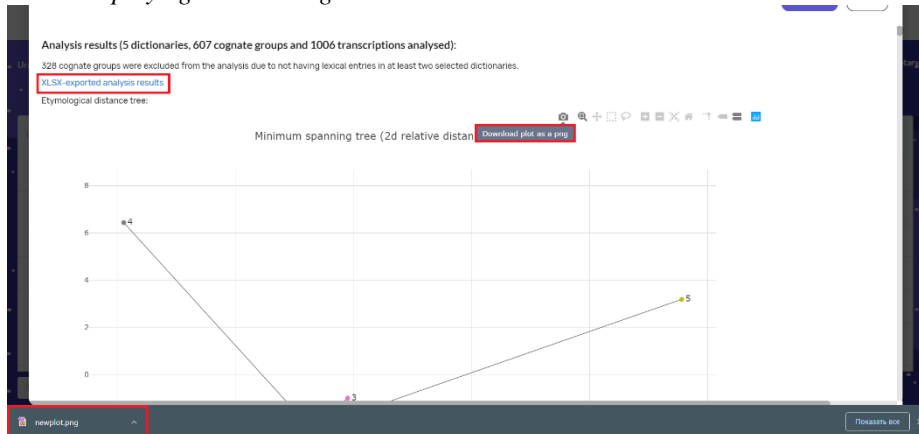 Analysis results (5 dictionaries, 607 cognate groups and 1006 transcriptions analysed):
328 cognate groups were excluded from the analysis due to not having lexical entries in at least two selected dictionaries.
XLSX-exported analysis results
Etymological distance tree:
Minimum spanning tree (2d relative distan
Download plot as a png
8
4
6
4
5
2
0
3
newplot.png
Показать все